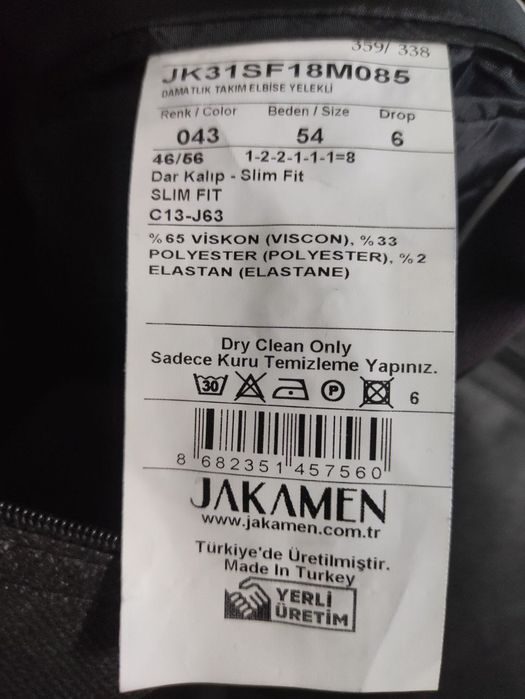 359/ 338
JK31SF18M085
DAMATLIK TAKIM ELBİSE YELEKLİ
Renk / Color Beden / Size Drop
043 54 6
46/56 1-2-2-1-1-1=8
Dar Kalıp - Slim Fit
SLIM FIT
C13-J63
%65 VİSKON (VISCON), %33
POLYESTER (POLYESTER), %2
ELASTAN (ELASTANE)
Dry Clean Only
Sadece Kuru Temizleme Yapınız.
30 P 6
8 682351 457560
JAKAMEN
www.jakamen.com.tr
Türkiye'de Üretilmiştir.
Made In Turkey
YERLİ
ÜRETİM